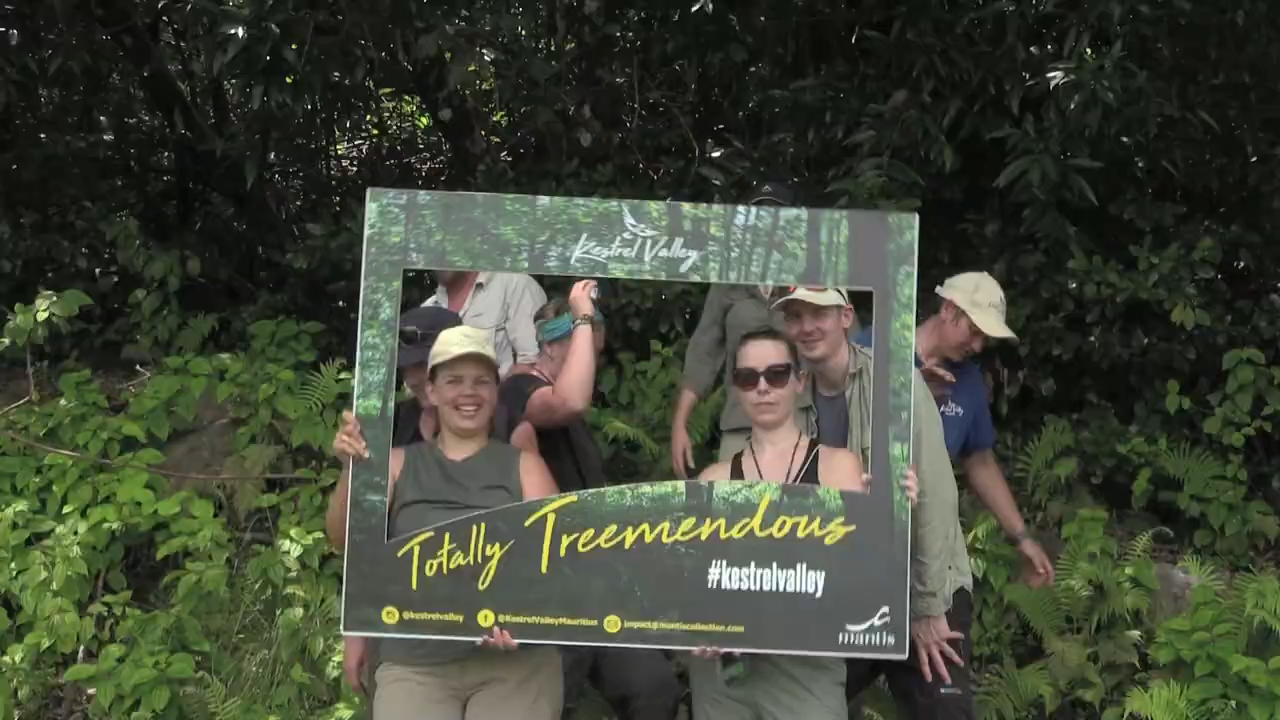 Kestrel Valley
Totally Treemendous
#kestrelvalley
@kestrelvalley @KestrelValleyMauritius impact@mantiscollection.com
mantis